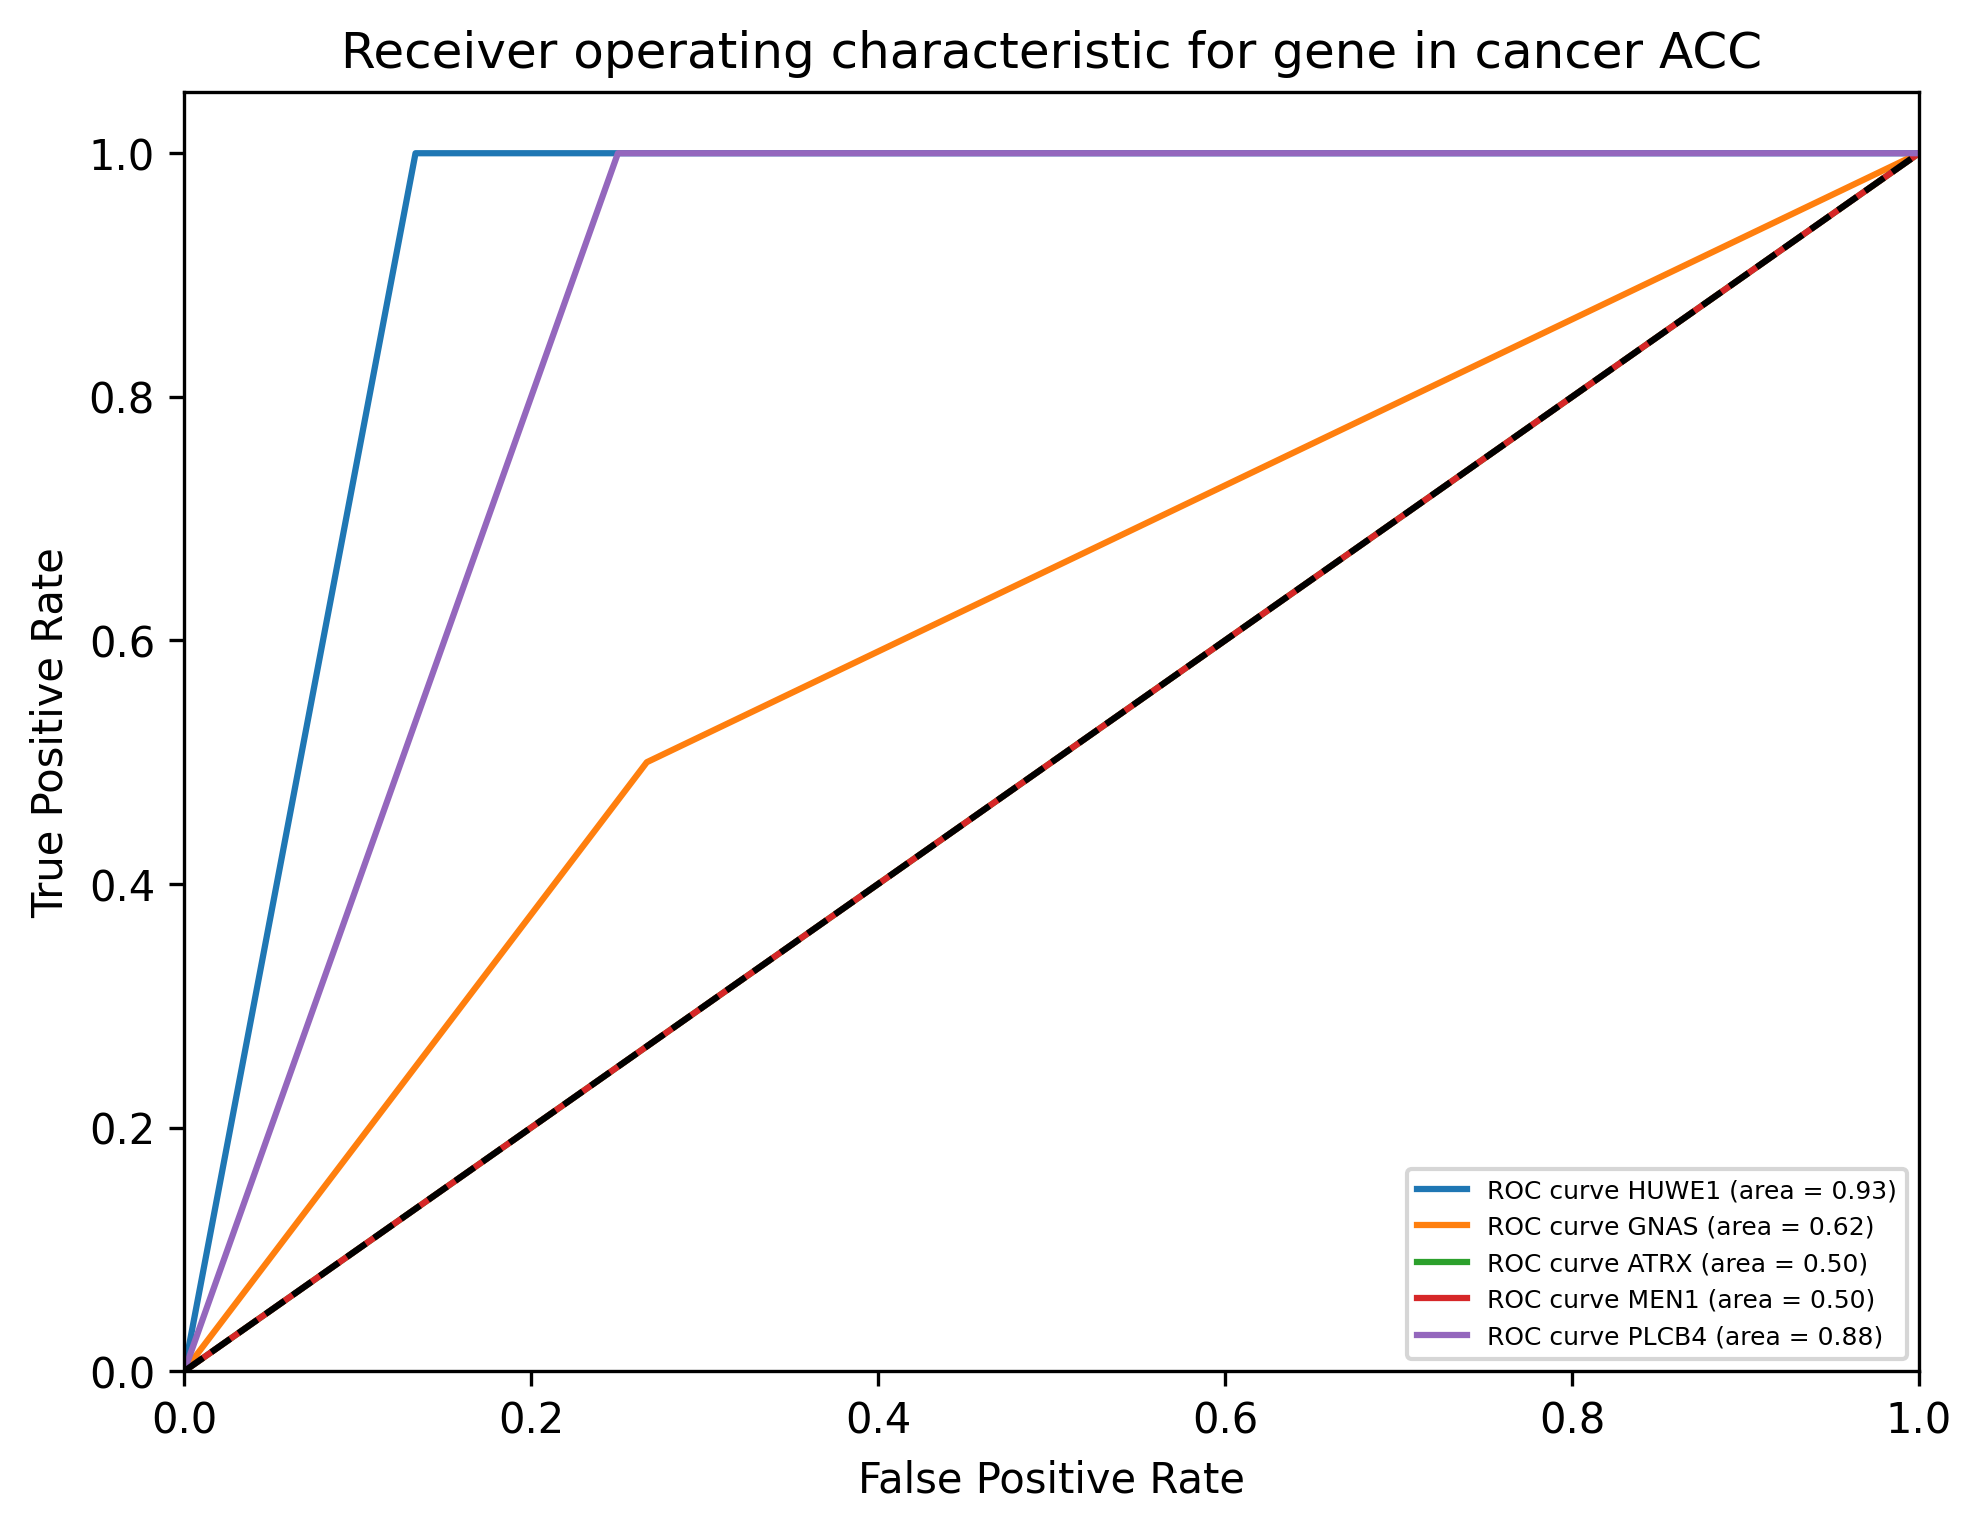 Receiver operating characteristic for gene in cancer ACC
True Positive Rate
1.0
0.8
0.6
0.4
0.2
0.0
0.0 0.2 0.4 0.6 0.8 1.0
False Positive Rate
ROC curve HUWE1 (area = 0.93)
ROC curve GNAS (area = 0.62)
ROC curve ATRX (area = 0.50)
ROC curve MEN1 (area = 0.50)
ROC curve PLCB4 (area = 0.88)